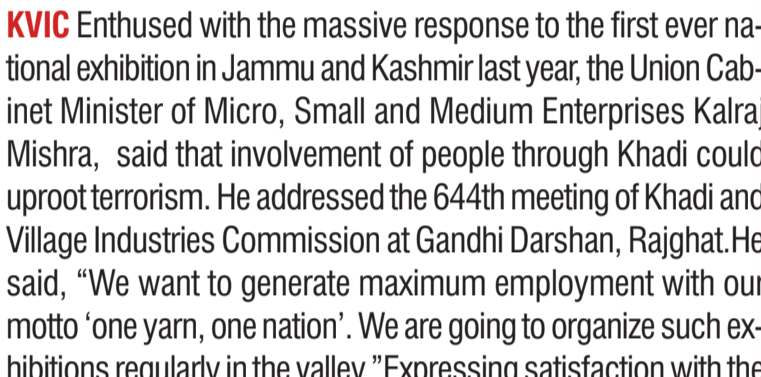 KVIC Enthused with the massive response to the first ever na-
tional exhibition in Jammu and Kashmir last year, the Union Cab-
inet Minister of Micro, Small and Medium Enterprises Kalraj
Mishra, said that involvement of people through Khadi could
uproot terrorism. He addressed the 644th meeting of Khadi and
Village Industries Commission at Gandhi Darshan, Rajghat.He
said, “We want to generate maximum employment with our
motto ‘one yarn, one nation’. We are going to organize such ex-
hibitions regularly in the valley.”Expressing satisfaction with the